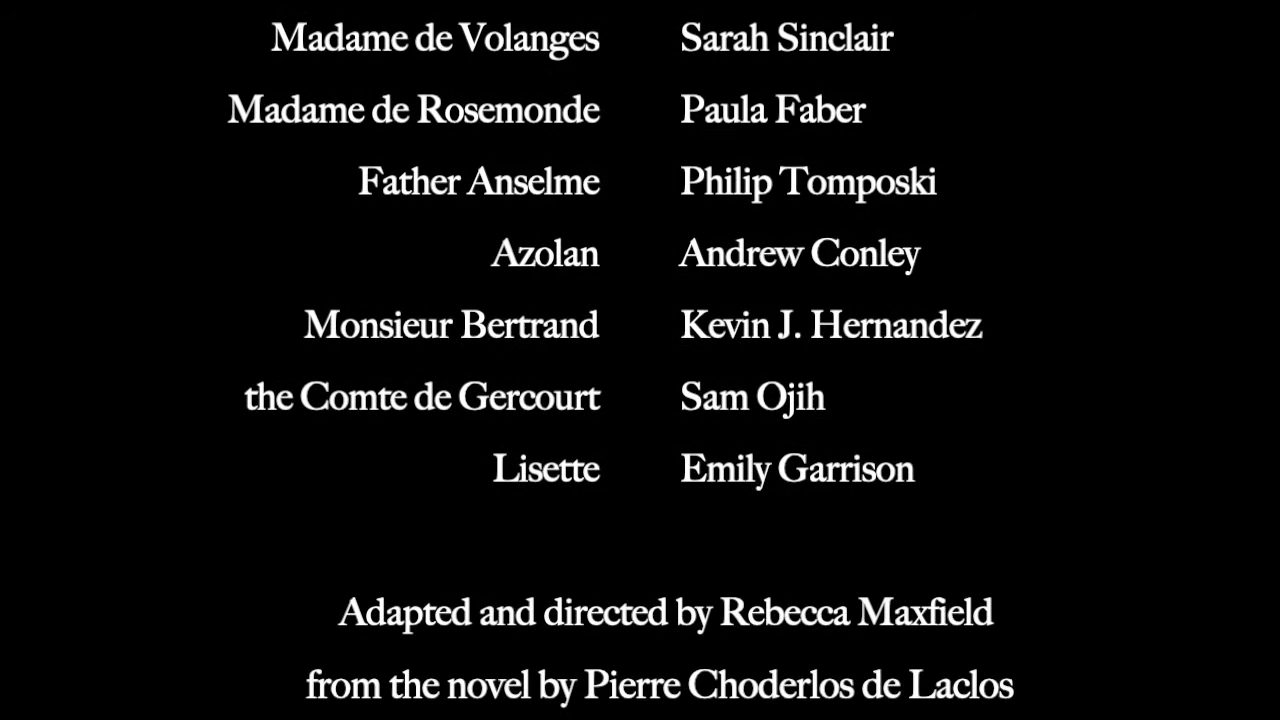 Madame de Volanges Sarah Sinclair
Madame de Rosemonde Paula Faber
Father Anselme Philip Tomposki
Azolan Andrew Conley
Monsieur Bertrand Kevin J. Hernandez
the Comte de Gercourt Sam Ojih
Lisette Emily Garrison
Adapted and directed by Rebecca Maxfield
from the novel by Pierre Choderlos de Laclos